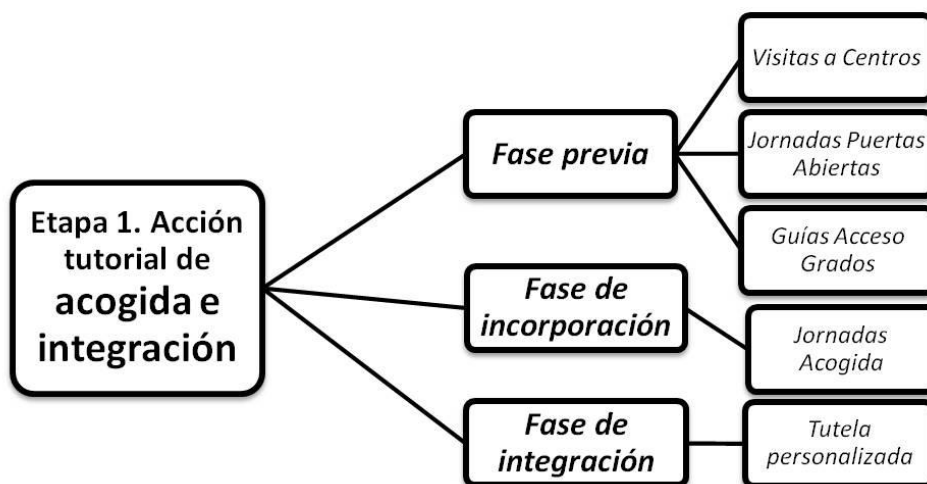 Etapa 1. Acción
tutorial de
acogida e
integración
Fase previa
Visitas a Centros
Jornadas Puertas
Abiertas
Guías Acceso
Grados
Fase de
incorporación
Jornadas
Acogida
Fase de
integración
Tutela
personalizada